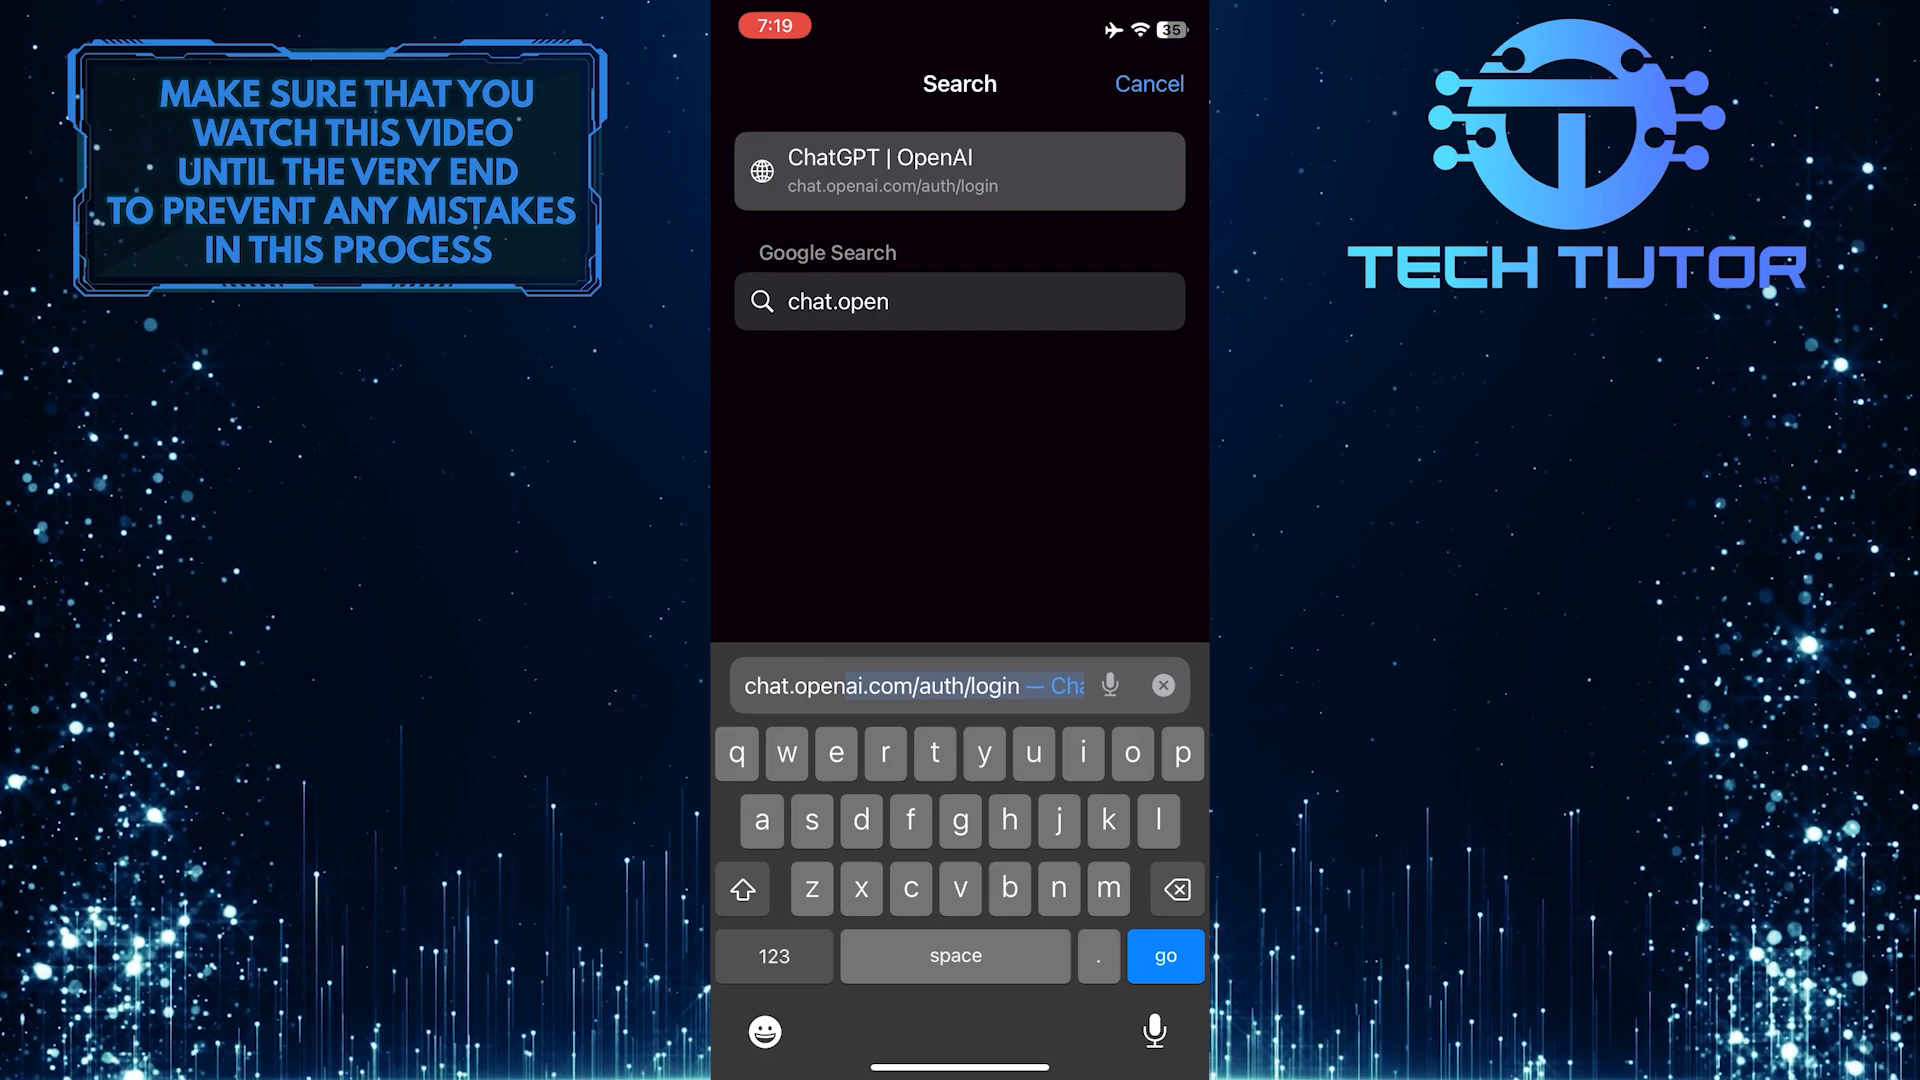 MAKE SURE THAT YOU
WATCH THIS VIDEO
UNTIL THE VERY END
TO PREVENT ANY MISTAKES
IN THIS PROCESS
7:19
35
Search
Cancel
ChatGPT | OpenAI
chat.openai.com/auth/login
Google Search
chat.open
chat.openai.com/auth/login — Cha
q w e r t y u i o p
a s d f g h j k l
z x c v b n m
123 space . go
TECH TUTOR